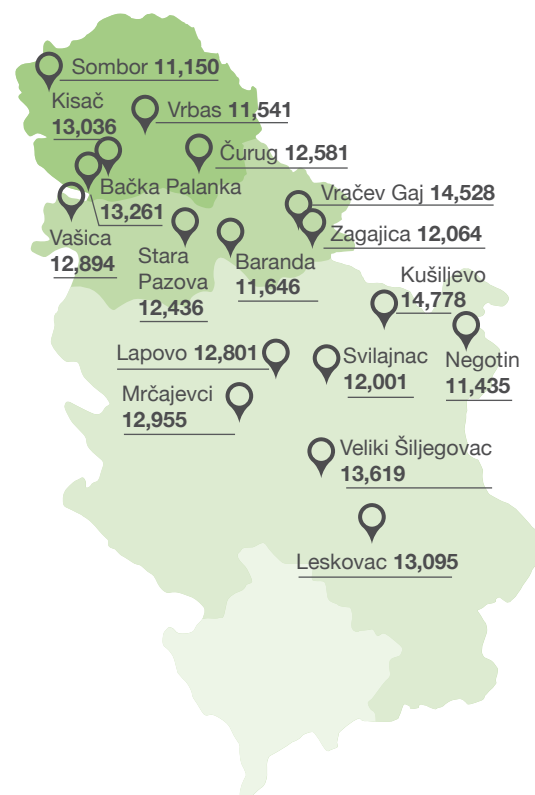 Sombor 11,150
Kisač
13,036
Vrbas 11,541
Čurug 12,581
Bačka Palanka
13,261
Vračev Gaj 14,528
Zagajica 12,064
Vašica
12,894
Stara
Pazova
12,436
Baranda
11,646
Kušiljevo
14,778
Lapovo 12,801
Svilajnac
12,001
Negotin
11,435
Mrčajevci
12,955
Veliki Šiljegovac
13,619
Leskovac 13,095